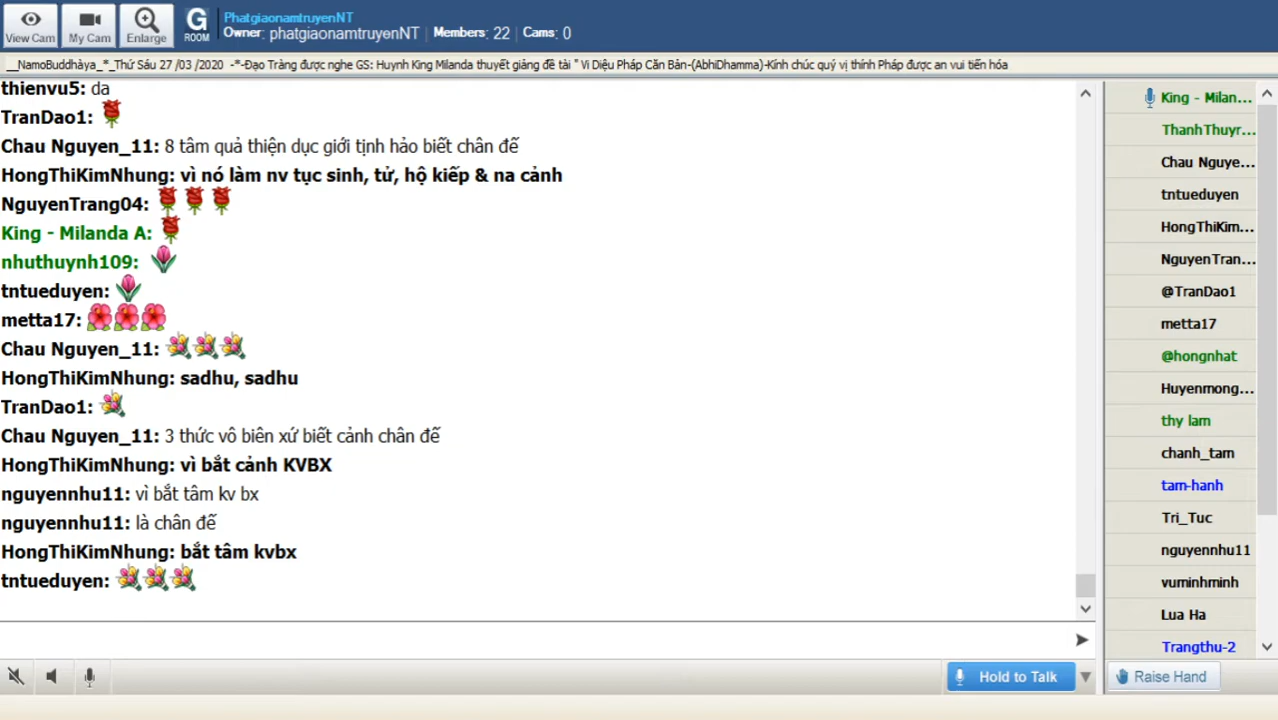 View Cam
My Cam
Enlarge
G
ROOM
PhatgiaonamtruyenNT
Owner: phatgiaonamtruyenNT | Members: 22 | Cams: 0
__NamoBuddhàya_*_Thứ Sáu 27 /03 /2020 -*-Đạo Tràng được nghe GS: Huynh King Milanda thuyết giảng đề tài " Vi Diệu Pháp Căn Bản-(AbhiDhamma)-Kính chúc quý vị thính Pháp được an vui tiến hóa
thienvu5: da
TranDao1:
Chau Nguyen_11: 8 tâm quả thiện dục giới tịnh hảo biết chân đế
HongThiKimNhung: vì nó làm nv tục sinh, tử, hộ kiếp & na cảnh
NguyenTrang04:
King - Milanda A:
nhuthuynh109:
tntueduyen:
metta17:
Chau Nguyen_11:
HongThiKimNhung: sadhu, sadhu
TranDao1:
Chau Nguyen_11: 3 thức vô biên xứ biết cảnh chân đế
HongThiKimNhung: vì bắt cảnh KVBX
nguyennhu11: vì bắt tâm kv bx
nguyennhu11: là chân đế
HongThiKimNhung: bắt tâm kvbx
tntueduyen:
King - Milan...
ThanhThuyr...
Chau Nguye...
tntueduyen
HongThiKim...
NguyenTran...
@TranDao1
metta17
@hongnhat
Huyenmong...
thy lam
chanh_tam
tam-hanh
Tri_Tuc
nguyennhu11
vuminhminh
Lua Ha
Trangthu-2
Hold to Talk
Raise Hand